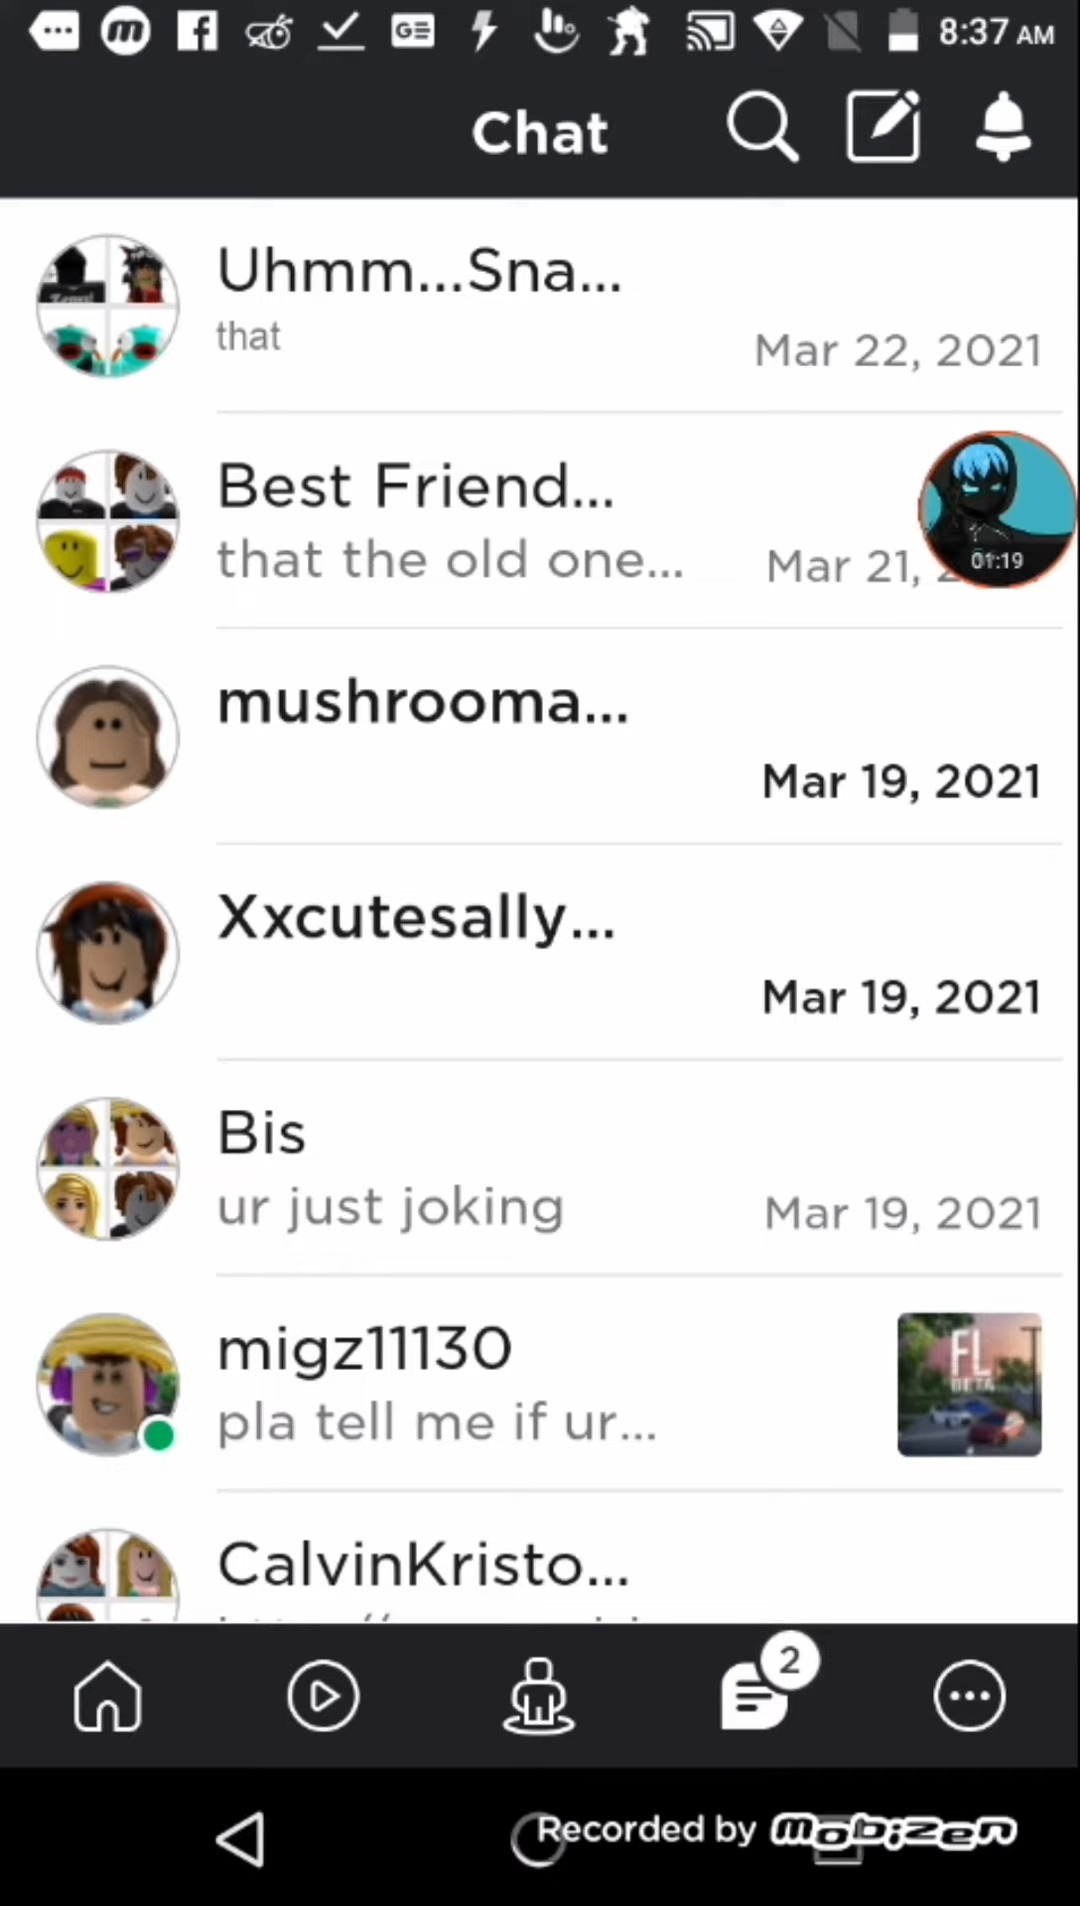 8:37 AM
Chat
Uhmm...Sna...
that
Mar 22, 2021
Best Friend...
that the old one...
Mar 21,
01:19
mushrooma...
Mar 19, 2021
Xxcutesally...
Mar 19, 2021
Bis
ur just joking
Mar 19, 2021
migz11130
pla tell me if ur...
FL
BETA
CalvinKristo...
2
Recorded by Mobizen